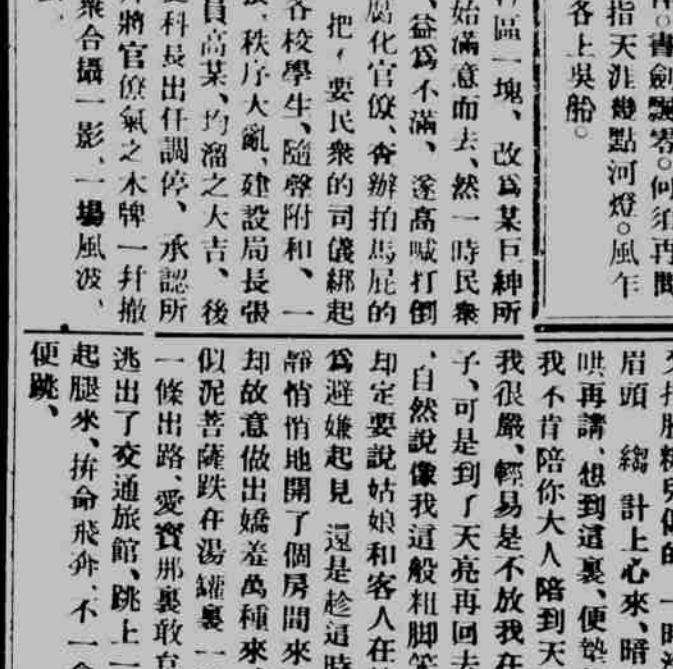 書劍飄零。何須再問
指天涯幾點河燈。風乍
各上吳船。
區一塊、改爲某巨紳所
始滿意而去、然一時民衆
、益爲不滿、遂高喊打倒
腐化官僚、查辦拍馬屁的
把，要民衆的司儀綁起
各校學生、隨聲附和、一
秩序大亂、建設局長張
員高某、均溜之大吉、後
科長出任調停、承認所
將官僚氣之木牌一幷撤
衆合攝一影、一場風波、
眉頭 縐 計上心來、暗
哄再講、想到這裏、便墊
我不肯陪你大人陪到天
我很嚴、輕易是不放我在
子、可是到了天亮再回去
、自然說像我這般粗脚笨
却定要說姑娘和客人在
爲避嫌起見 還是趁這時
靜悄悄地開了個房間來
却故意做出嬌羞萬種來
似泥菩薩跌在湯罐裏一
一條出路、愛寶那裏敢怠
逃出了交通旅館、跳上一
起腿來、拚命飛奔、不一會
便跳、